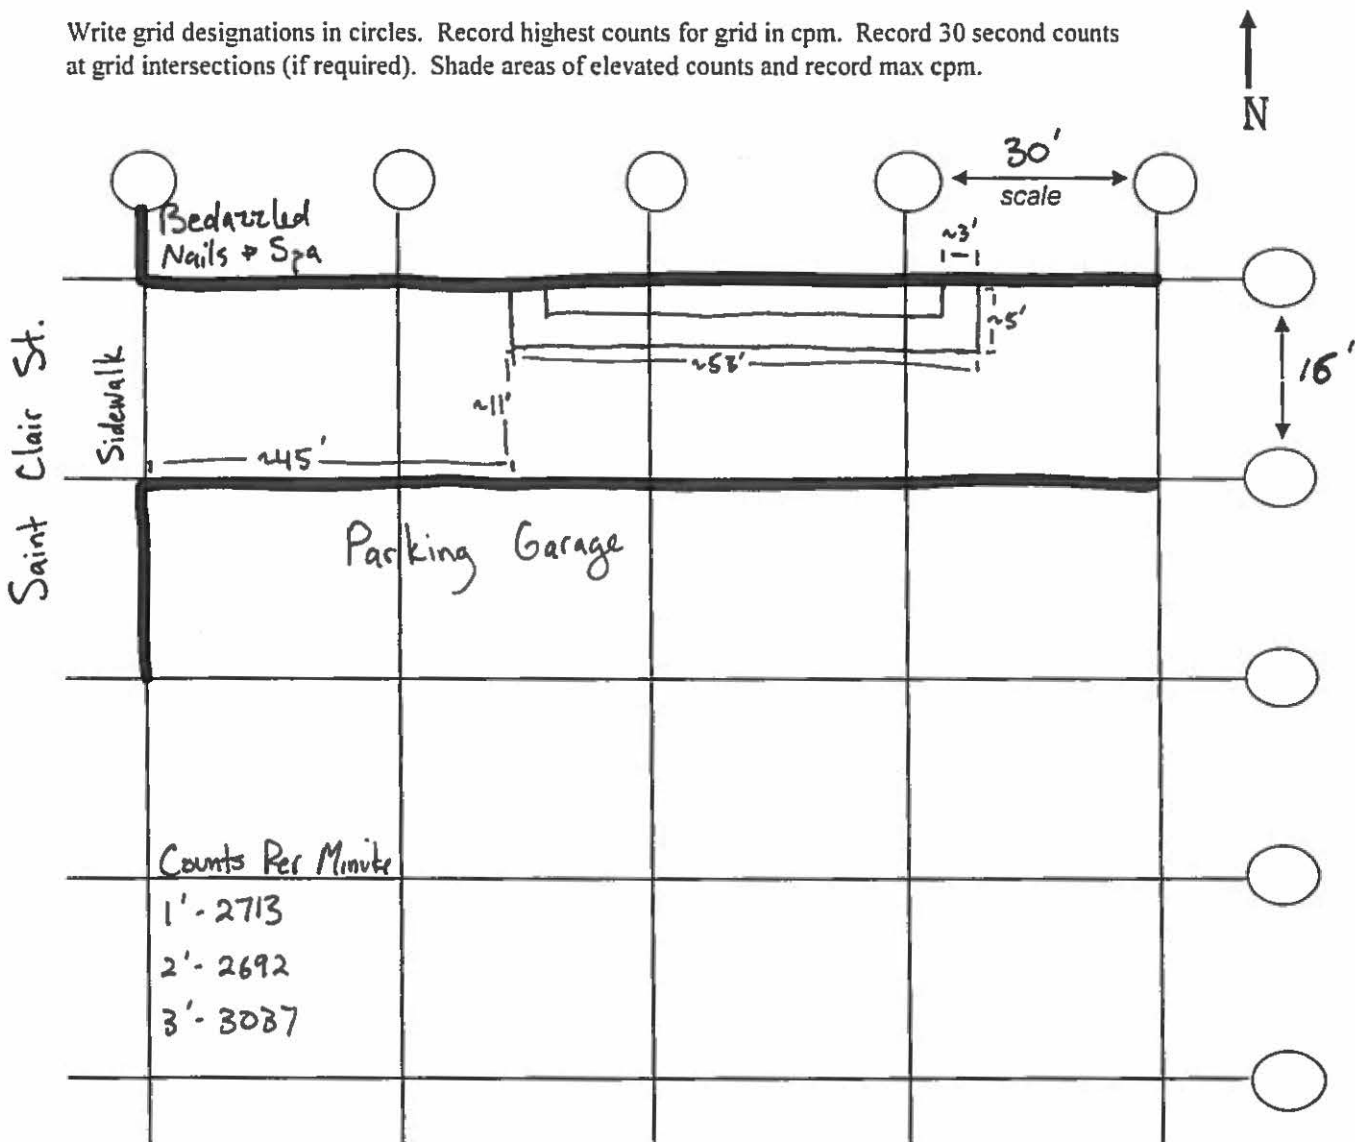 Write grid designations in circles. Record highest counts for grid in cpm. Record 30 second counts
at grid intersections (if required). Shade areas of elevated counts and record max cpm.
N
30'
scale
Bedazzled
Nails & Spa
~3'
~5'
~53'
16'
~11'
~45'
Sidewalk
Saint Clair St.
Parking Garage
Counts Per Minute
1' - 2713
2' - 2692
3' - 3037